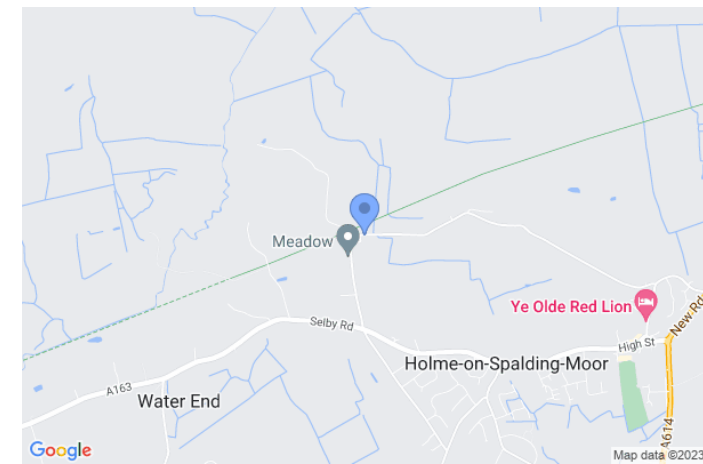 Meadow
Ye Olde Red Lion
New Rd
Selby Rd
High St
Holme-on-Spalding-Moor
A163
Water End
A614
Google
Map data ©2023